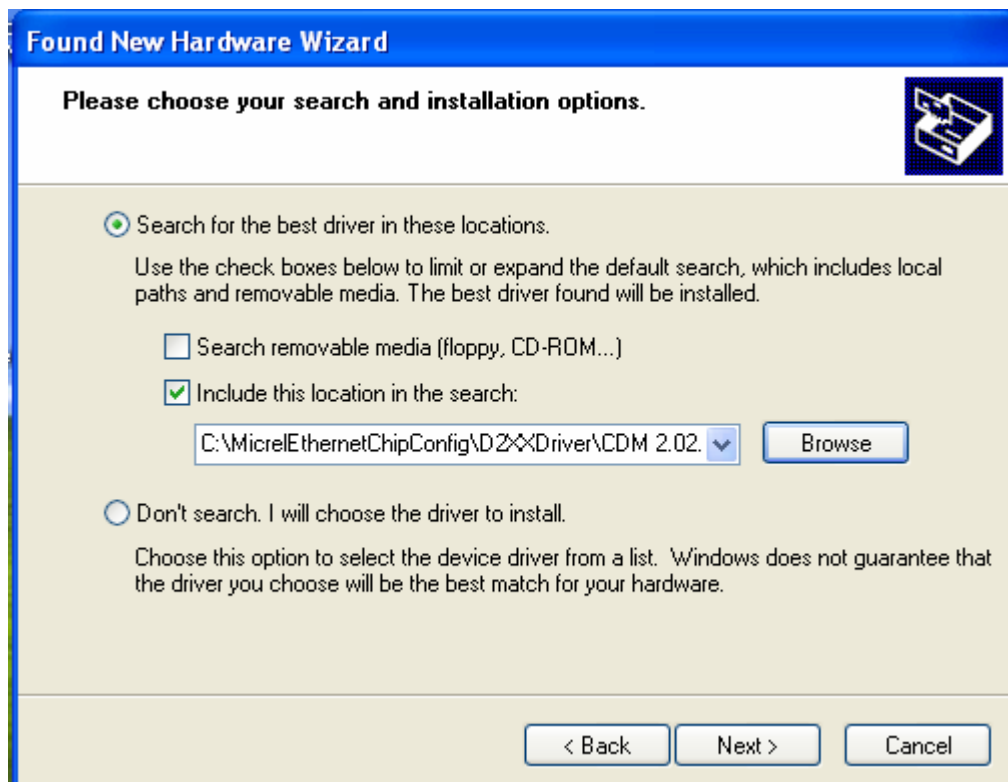 Found New Hardware Wizard
Please choose your search and installation options.
Search for the best driver in these locations.
Use the check boxes below to limit or expand the default search, which includes local
paths and removable media. The best driver found will be installed.
Search removable media (floppy, CD-ROM...)
Include this location in the search:
C:\MicrelEthernetChipConfig\D2XXDriver\CDM 2.02.
Browse
Don't search. I will choose the driver to install.
Choose this option to select the device driver from a list. Windows does not guarantee that
the driver you choose will be the best match for your hardware.
< Back Next > Cancel